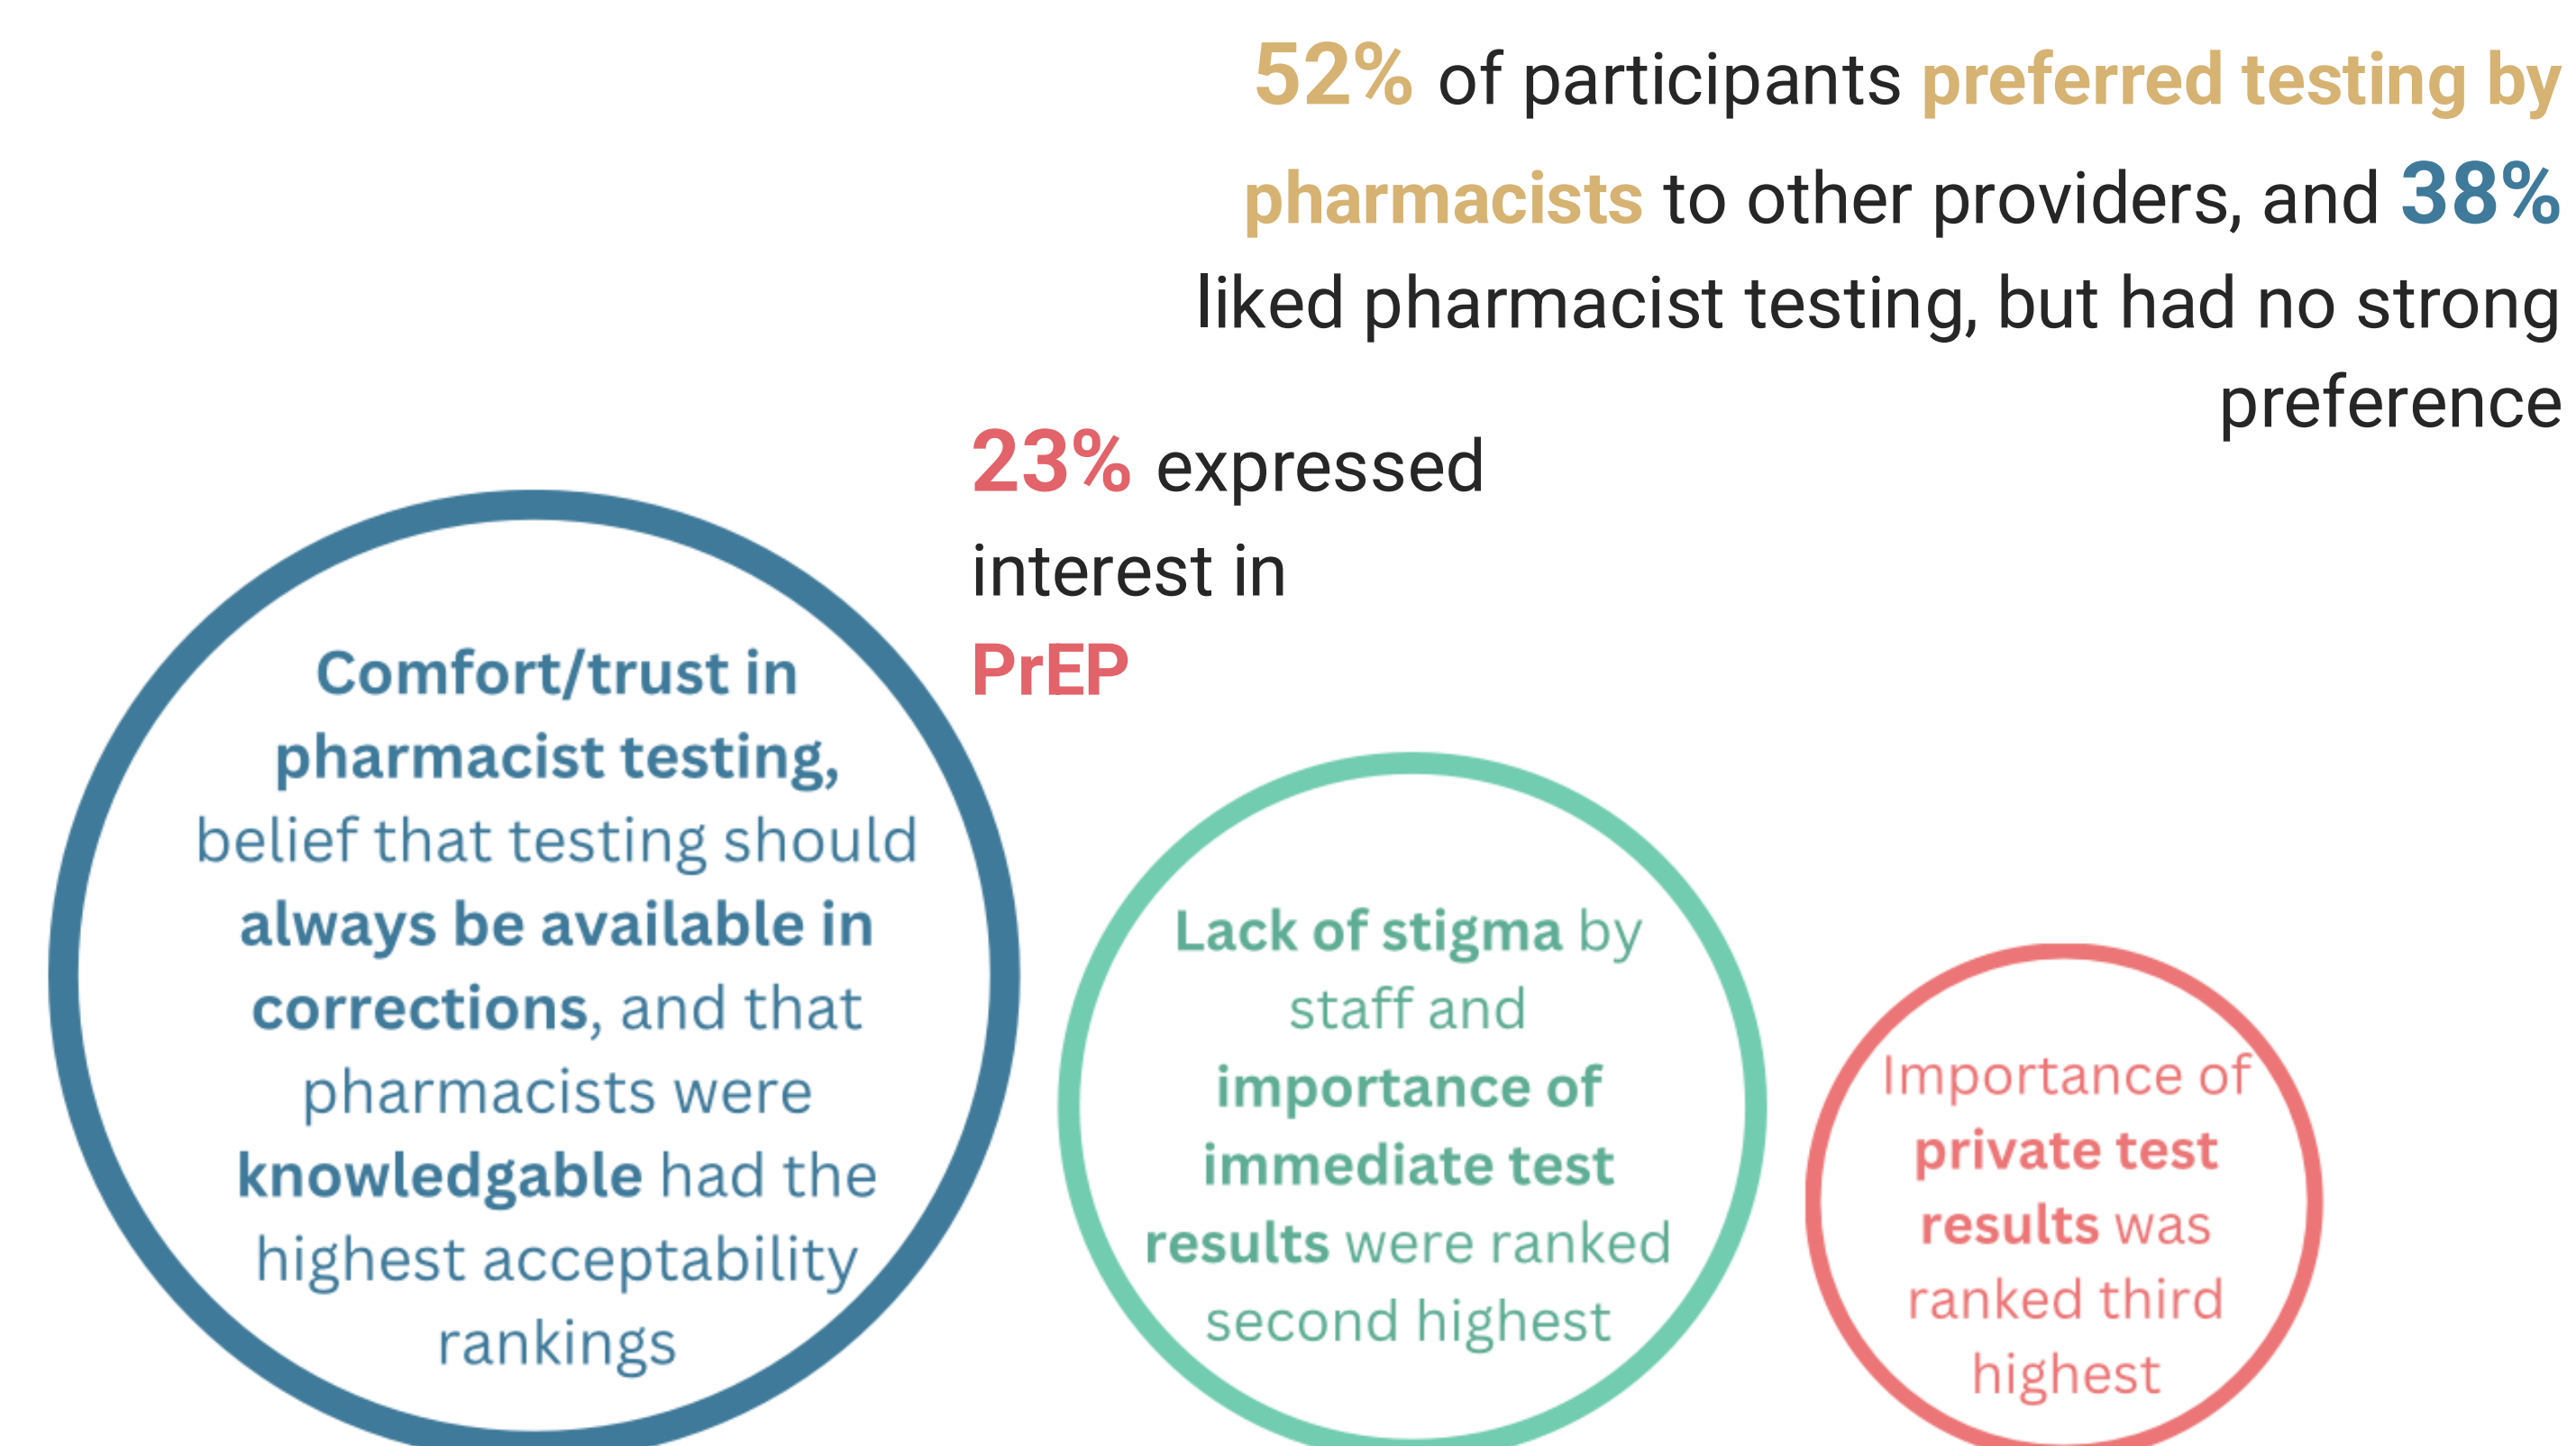 52% of participants preferred testing by
pharmacists to other providers, and 38%
liked pharmacist testing, but had no strong
preference
23% expressed
interest in
PrEP
Comfort/trust in
pharmacist testing,
belief that testing should
always be available in
corrections, and that
pharmacists were
knowledgable had the
highest acceptability
rankings
Lack of stigma by
staff and
importance of
immediate test
results were ranked
second highest
Importance of
private test
results was
ranked third
highest